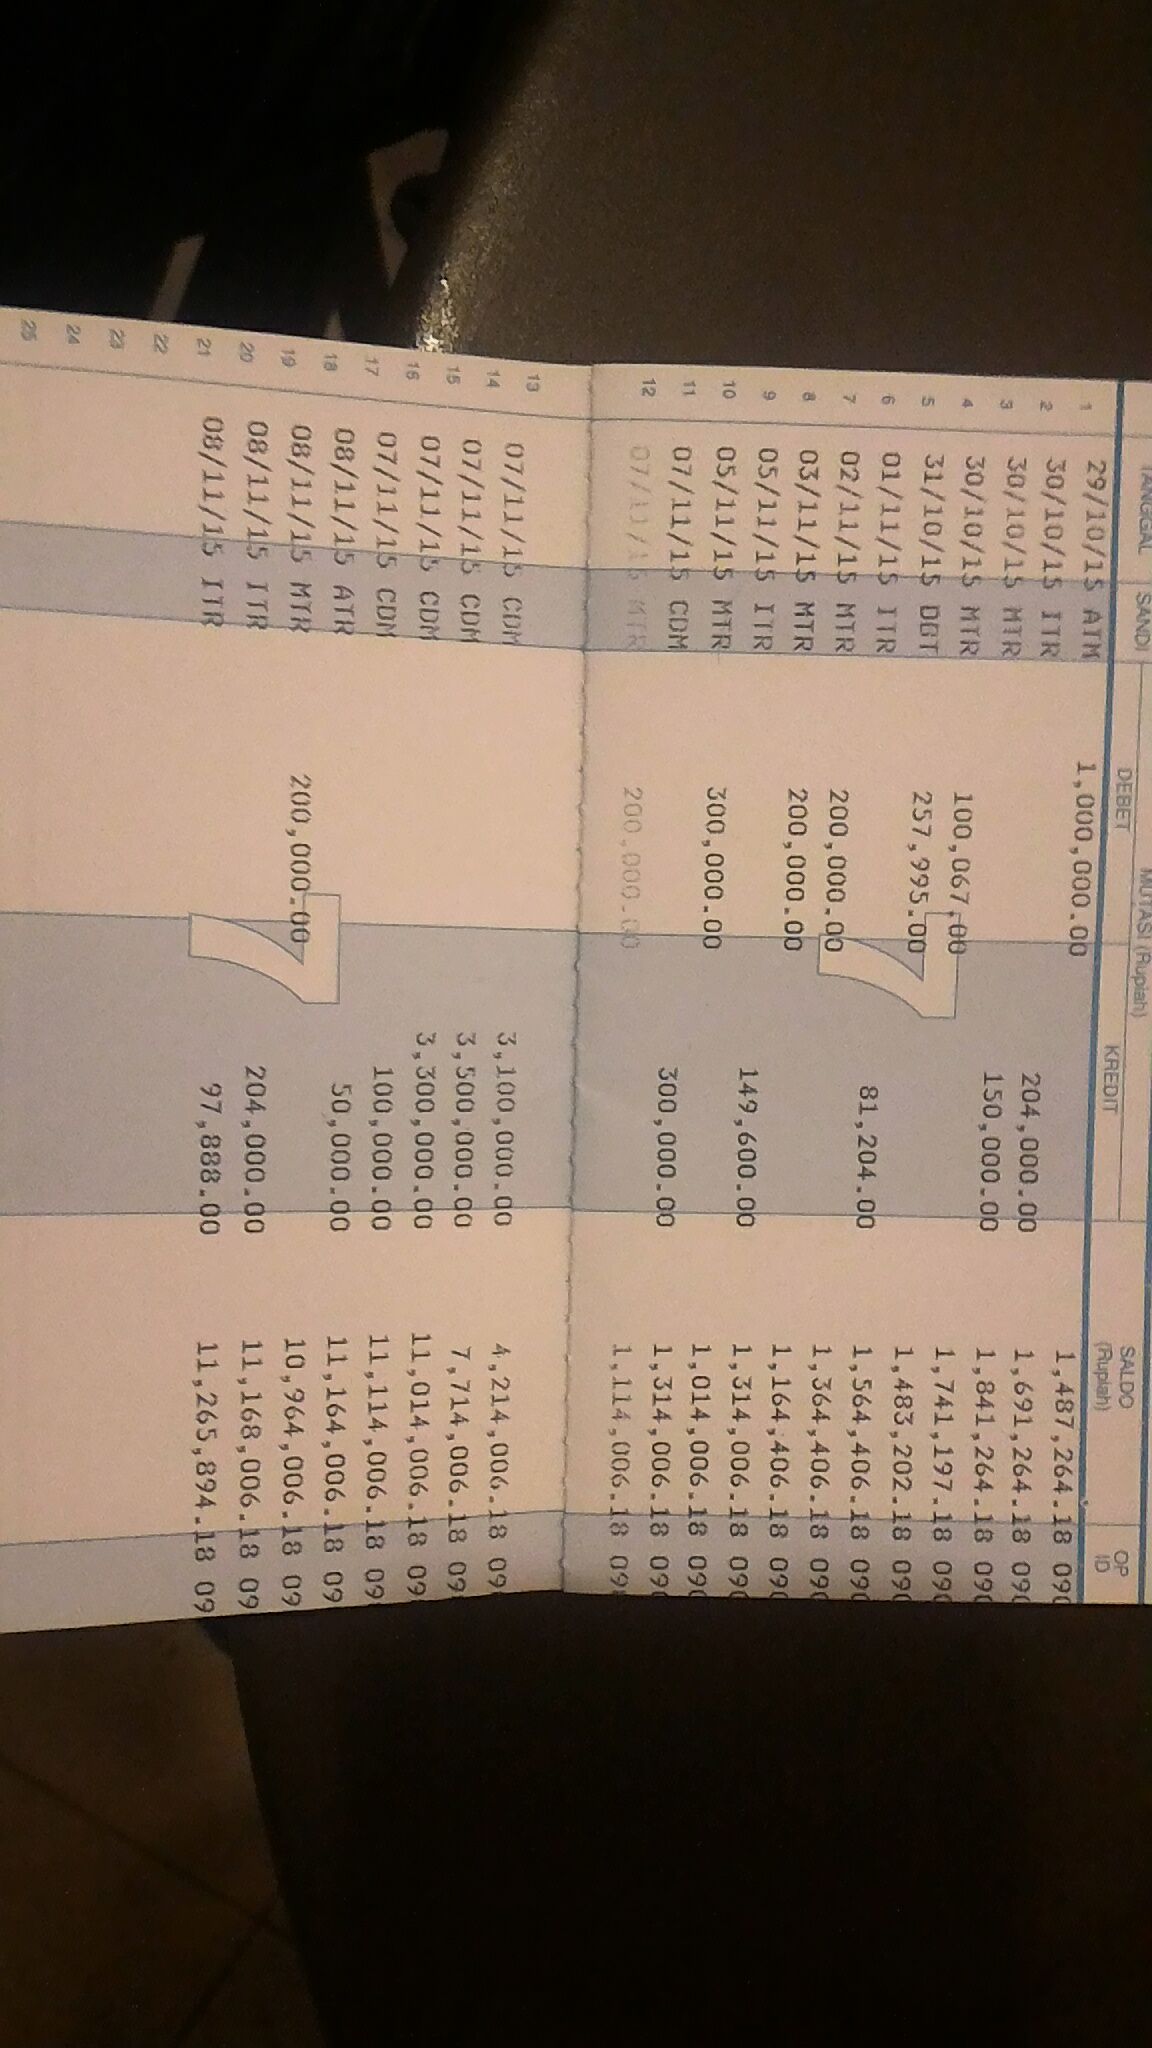 TANGGAL SANDI MUTASI (Rupiah) SALDO OP
DEBET KREDIT (Rupiah) ID
1 29/10/15 ATM 1,000,000.00 1,487,264.18 090
2 30/10/15 ITR 204,000.00 1,691,264.18 090
3 30/10/15 MTR 150,000.00 1,841,264.18 090
4 30/10/15 MTR 100,067.00 1,741,197.18 090
5 31/10/15 DGT 257,995.00 1,483,202.18 090
6 01/11/15 ITR 81,204.00 1,564,406.18 090
7 02/11/15 MTR 200,000.00 1,364,406.18 090
8 03/11/15 MTR 200,000.00 1,164,406.18 090
9 05/11/15 ITR 149,600.00 1,314,006.18 090
10 05/11/15 MTR 300,000.00 1,014,006.18 090
11 07/11/15 CDM 300,000.00 1,314,006.18 090
12 07/11/15 MTR 200,000.00 1,114,006.18 090
13 07/11/15 CDM 3,100,000.00 4,214,006.18 09
14 07/11/15 CDM 3,500,000.00 7,714,006.18 09
15 07/11/15 CDM 3,300,000.00 11,014,006.18 09
16 07/11/15 CDM 100,000.00 11,114,006.18 09
17 08/11/15 ATR 50,000.00 11,164,006.18 09
18 08/11/15 MTR 200,000.00 10,964,006.18 09
19 08/11/15 ITR 204,000.00 11,168,006.18 09
20 08/11/15 ITR 97,888.00 11,265,894.18 09
21
22
23
24
25
7
7